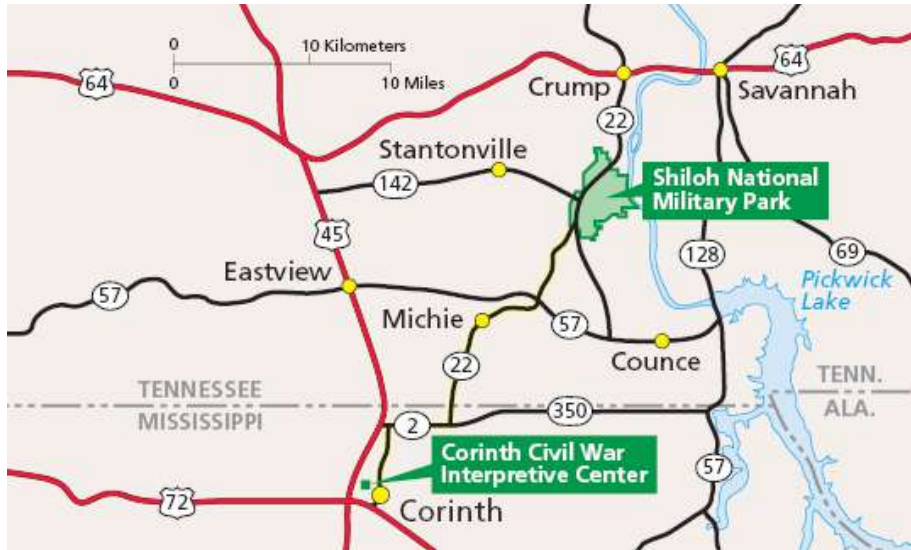 0
10 Kilometers
0
10 Miles
64
64
Crump
Savannah
22
Stantonville
142
Shiloh National
Military Park
45
128
69
Eastview
Pickwick
Lake
57
Michie
57
Counce
22
TENNESSEE
MISSISSIPPI
TENN.
ALA.
350
2
Corinth Civil War
Interpretive Center
57
72
Corinth